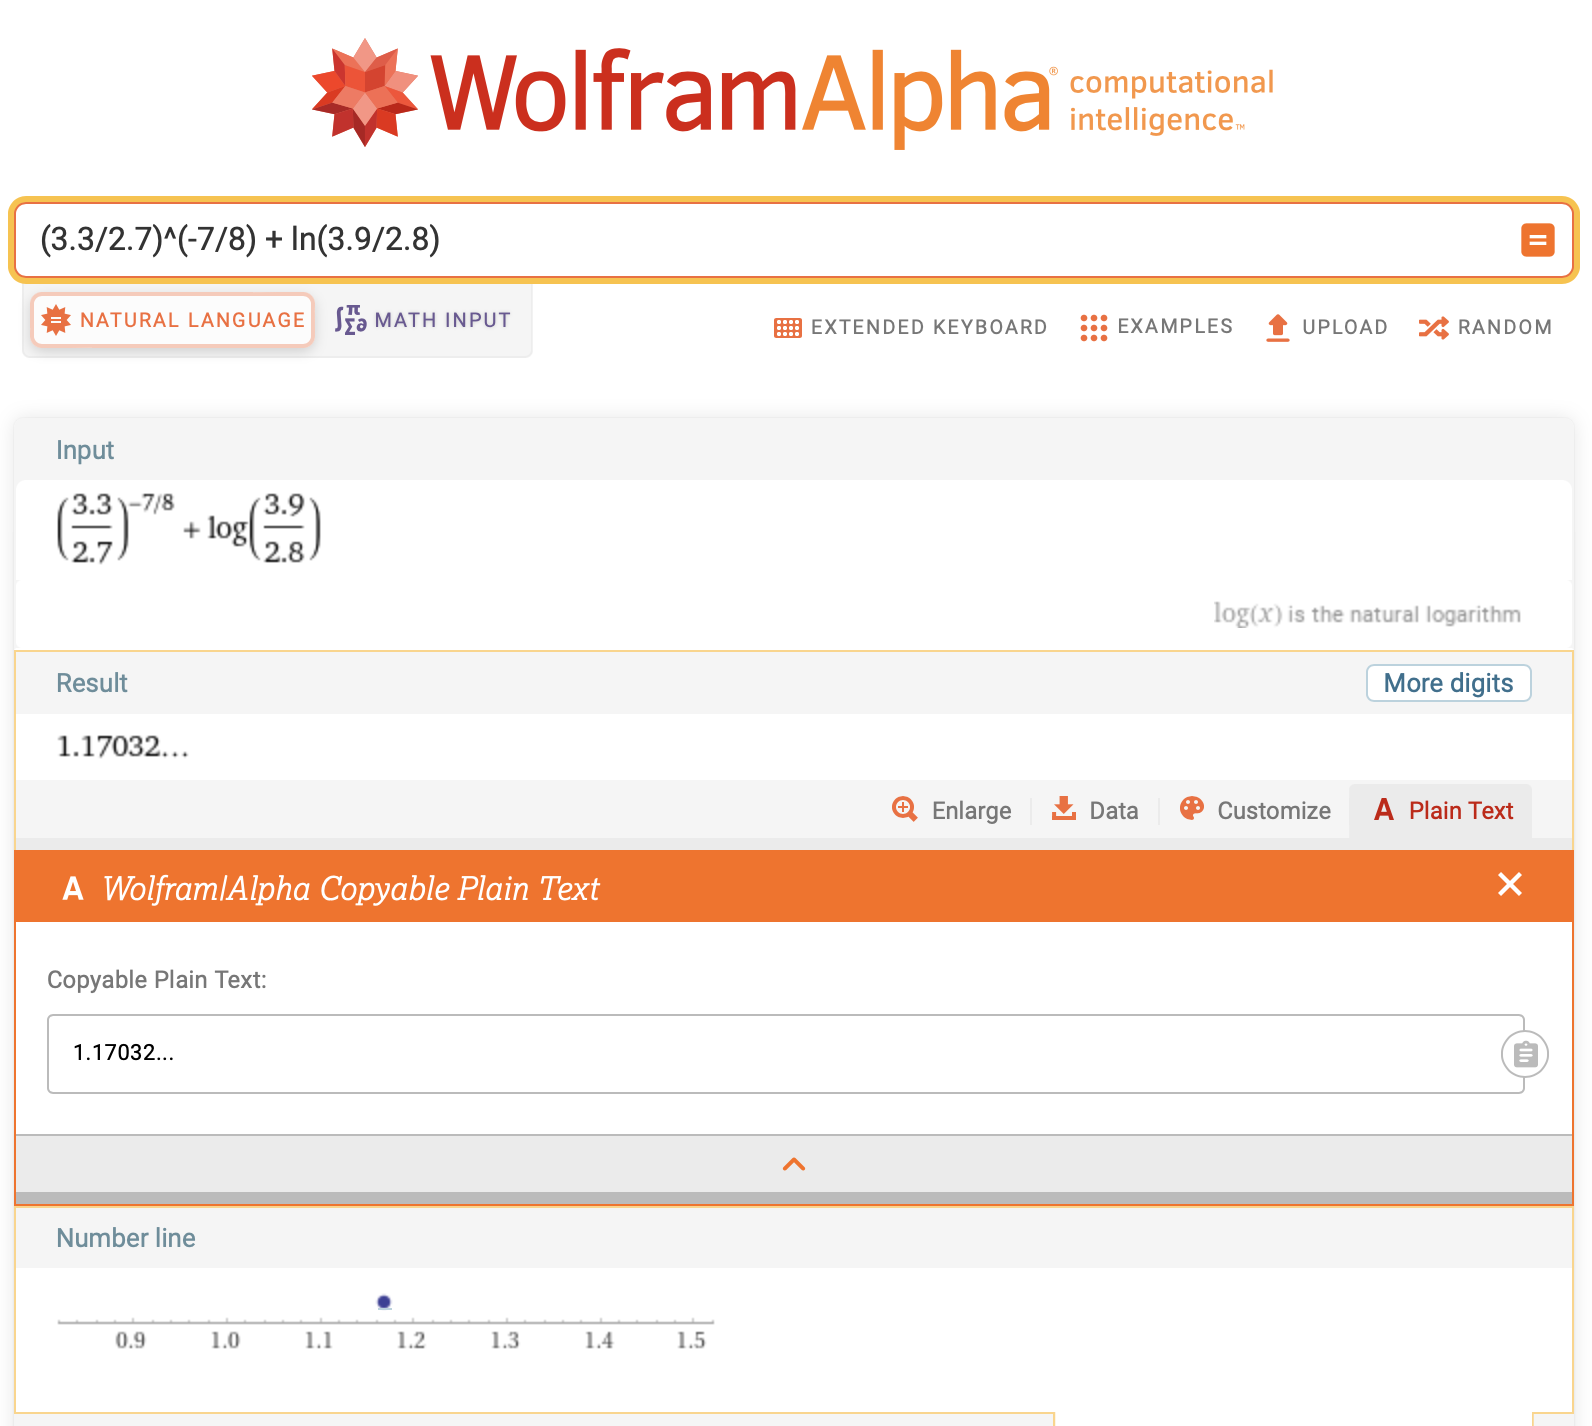 WolframAlpha® computational
intelligence™
(3.3/2.7)^(-7/8) + ln(3.9/2.8)
=
NATURAL LANGUAGE ∫π Σ∂ MATH INPUT EXTENDED KEYBOARD EXAMPLES UPLOAD RANDOM
Input
(3.3/2.7)^−7/8 + log(3.9/2.8)
log(x) is the natural logarithm
Result More digits
1.17032...
Enlarge Data Customize A Plain Text
A Wolfram|Alpha Copyable Plain Text ×
Copyable Plain Text:
1.17032...
Number line
0.9 1.0 1.1 1.2 1.3 1.4 1.5